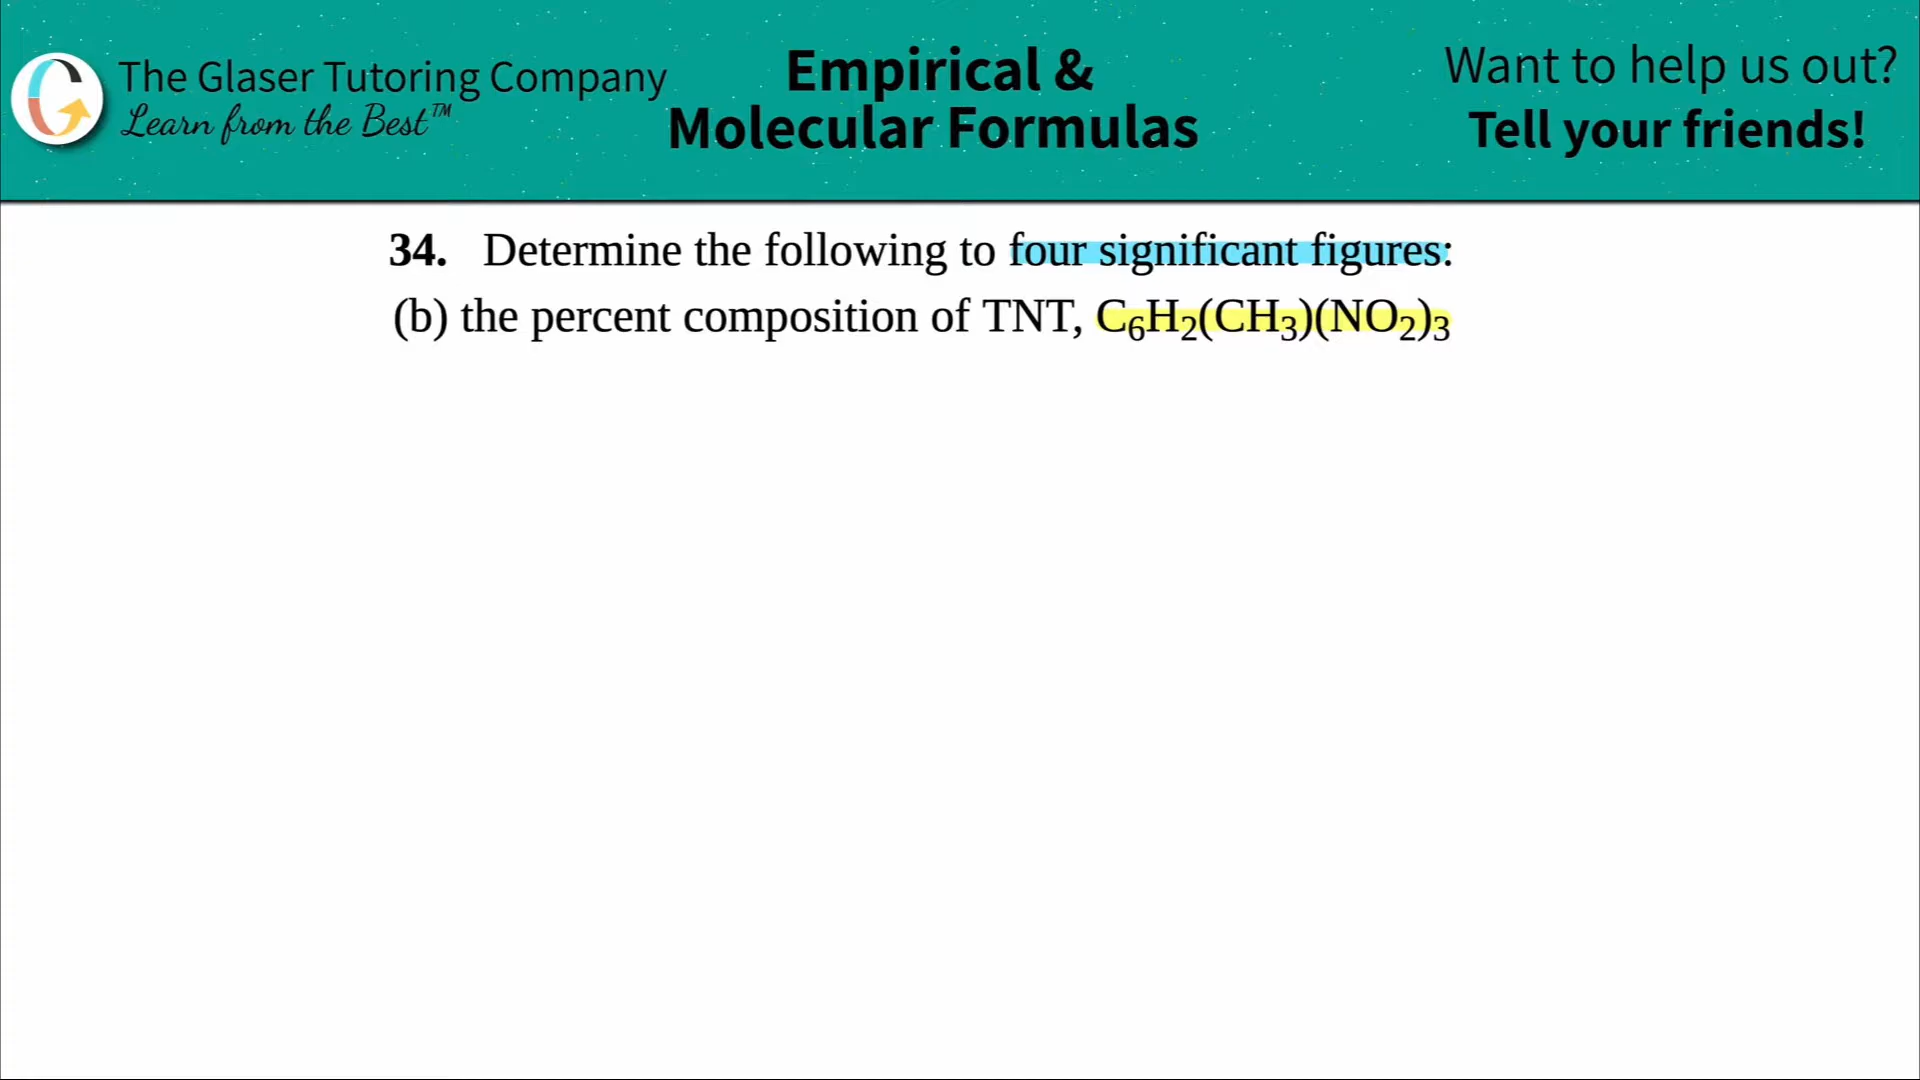 The Glaser Tutoring Company
Learn from the Best™
Empirical &
Molecular Formulas
Want to help us out?
Tell your friends!
34. Determine the following to four significant figures:
(b) the percent composition of TNT, C₆H₂(CH₃)(NO₂)₃